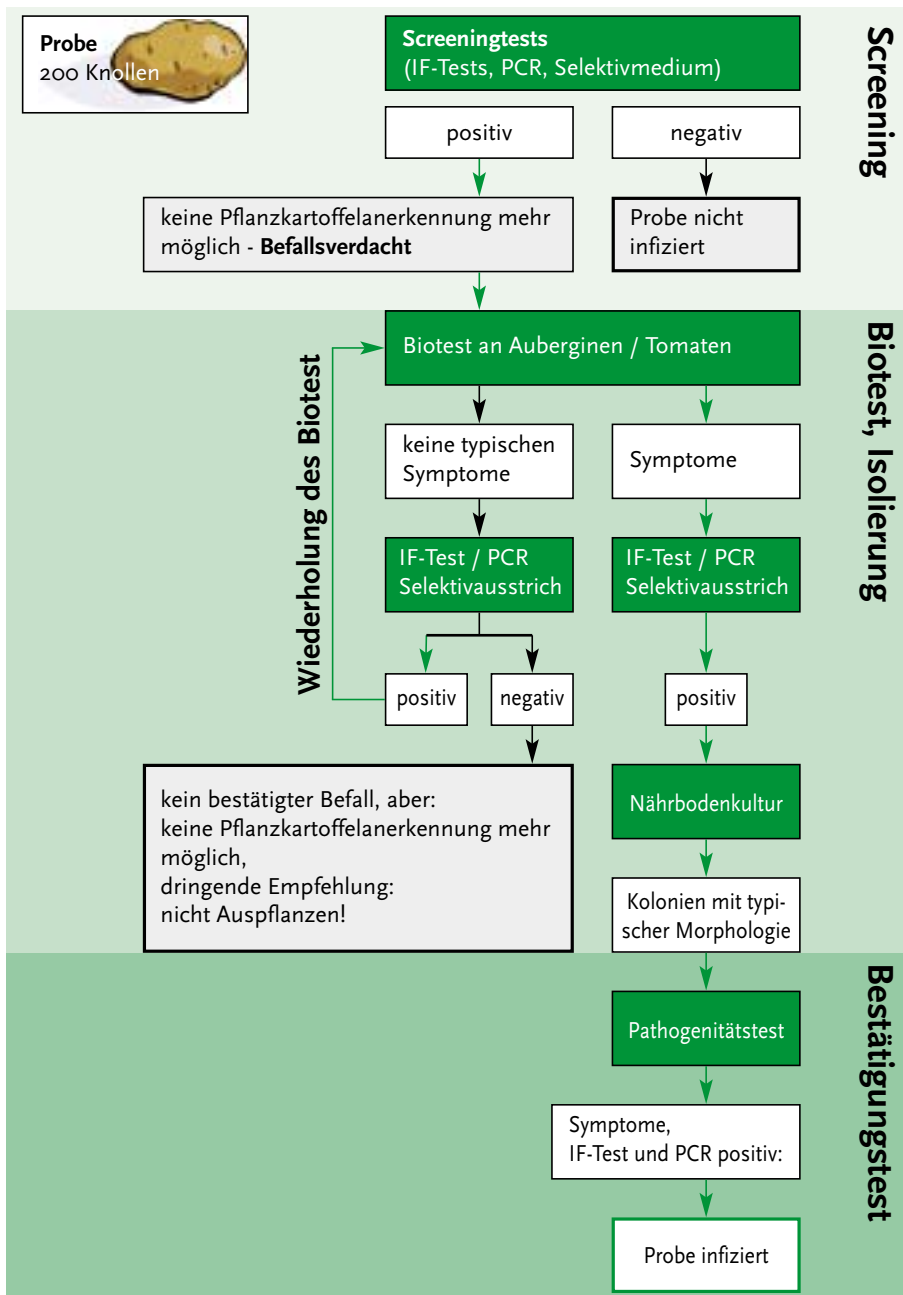 Probe
200 Knollen
Screeningtests
(IF-Tests, PCR, Selektivmedium)
Screening
positiv
negativ
keine Pflanzkartoffelanerkennung mehr
möglich - Befallsverdacht
Probe nicht
infiziert
Biotest an Auberginen / Tomaten
Biotest, Isolierung
Wiederholung des Biotest
keine typischen
Symptome
Symptome
IF-Test / PCR
Selektivausstrich
IF-Test / PCR
Selektivausstrich
positiv
negativ
positiv
kein bestätigter Befall, aber:
keine Pflanzkartoffelanerkennung mehr
möglich,
dringende Empfehlung:
nicht Auspflanzen!
Nährbodenkultur
Kolonien mit typi-
scher Morphologie
Bestätigungstest
Pathogenitätstest
Symptome,
IF-Test und PCR positiv:
Probe infiziert